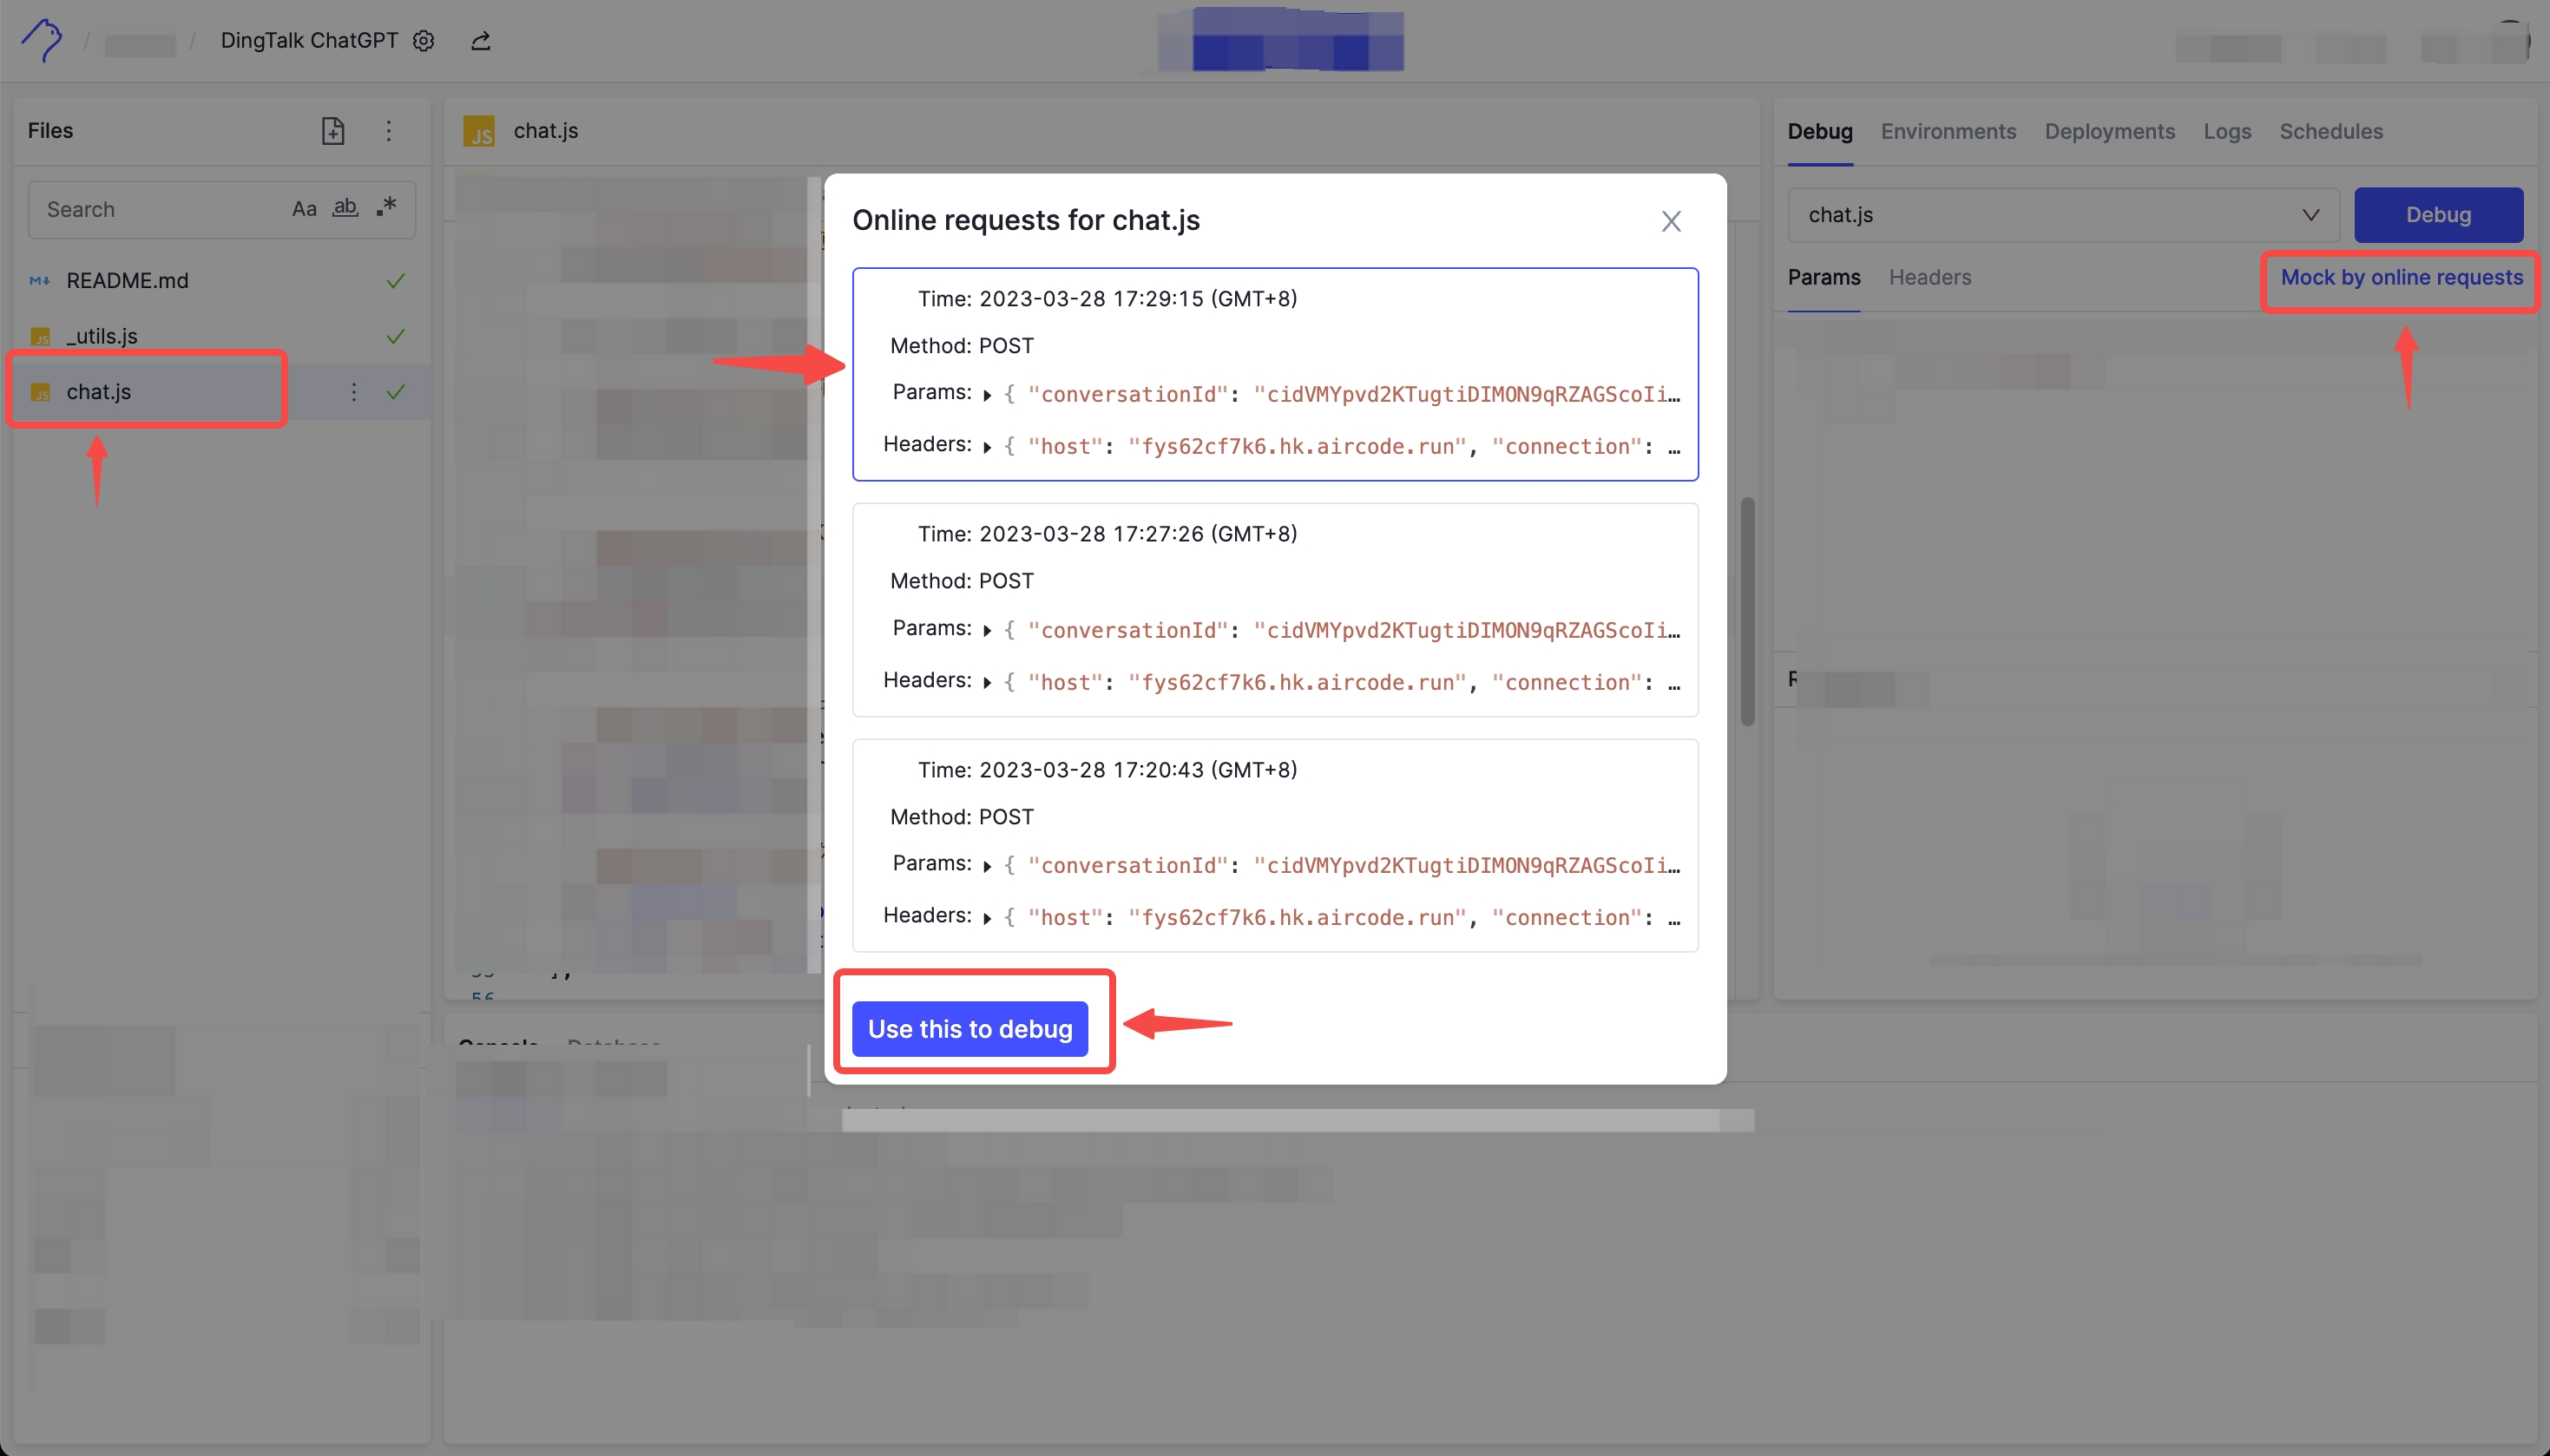 / / DingTalk ChatGPT
Files
Search Aa ab .*
README.md
_utils.js
chat.js
JS chat.js
56
Online requests for chat.js
Time: 2023-03-28 17:29:15 (GMT+8)
Method: POST
Params: { "conversationId": "cidVMYpvd2KTugtiDIMON9qRZAGScoIi…
Headers: { "host": "fys62cf7k6.hk.aircode.run", "connection": …
Time: 2023-03-28 17:27:26 (GMT+8)
Method: POST
Params: { "conversationId": "cidVMYpvd2KTugtiDIMON9qRZAGScoIi…
Headers: { "host": "fys62cf7k6.hk.aircode.run", "connection": …
Time: 2023-03-28 17:20:43 (GMT+8)
Method: POST
Params: { "conversationId": "cidVMYpvd2KTugtiDIMON9qRZAGScoIi…
Headers: { "host": "fys62cf7k6.hk.aircode.run", "connection": …
Use this to debug
Console Database
Debug Environments Deployments Logs Schedules
chat.js Debug
Params Headers Mock by online requests